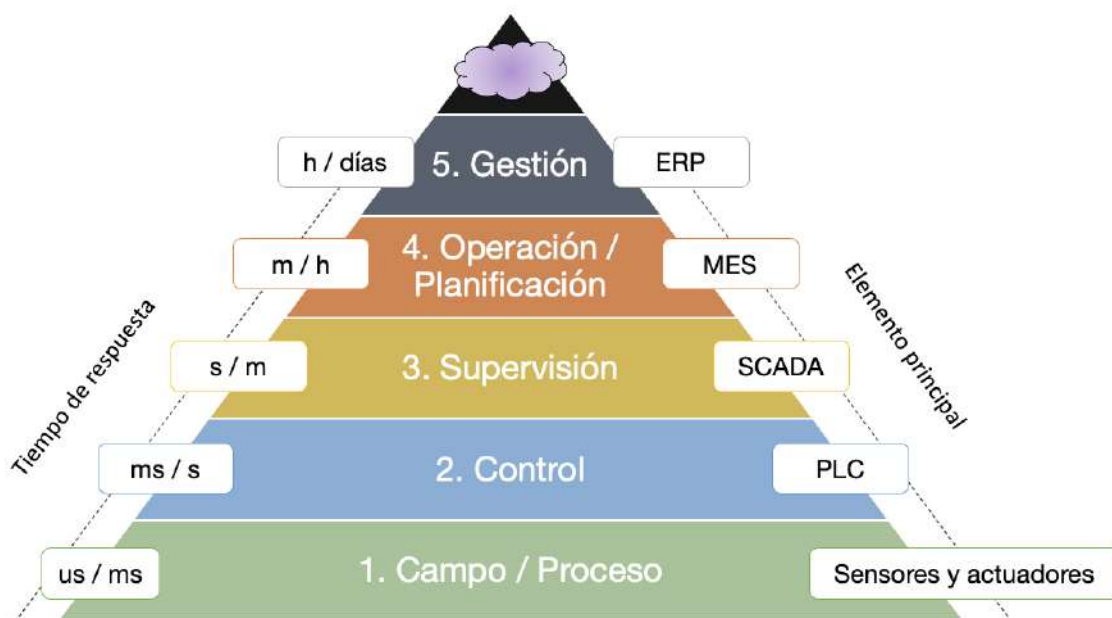 h / días
5. Gestión
ERP
m / h
4. Operación /
Planificación
MES
s / m
3. Supervisión
SCADA
ms / s
2. Control
PLC
us / ms
1. Campo / Proceso
Sensores y actuadores
Tiempo de respuesta
Elemento principal